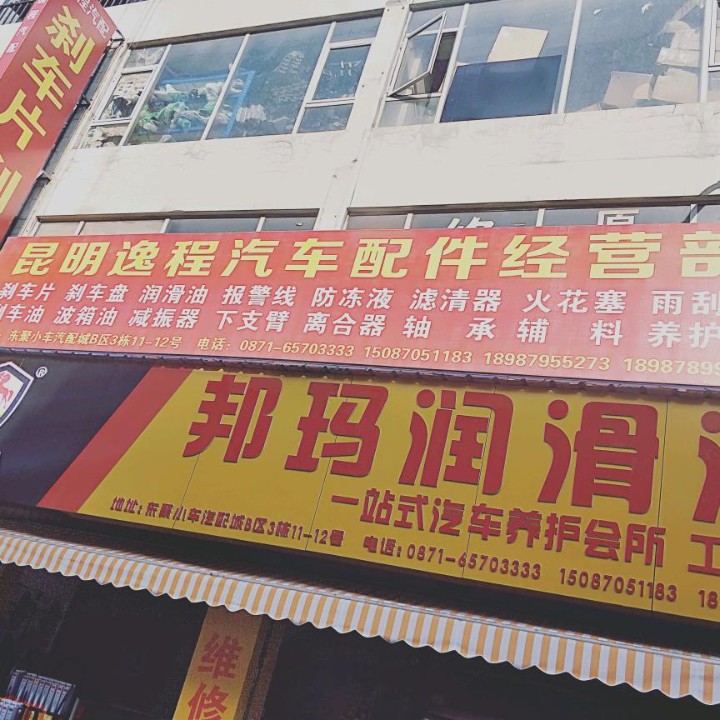 刹车片
昆明逸程汽车配件经营部
刹车片 刹车盘 润滑油 报警线 防冻液 滤清器 火花塞 雨刮
刹车油 波箱油 减振器 下支臂 离合器 轴 承 辅 料 养护
东聚小车汽配城B区3栋11-12号 电话：0871-65703333 15087051183 18987955273 1898789
®
邦玛润滑
一站式汽车养护会所
地址：东聚小车汽配城B区3栋11-12号 电话：0871-65703333 15087051183 18
维修